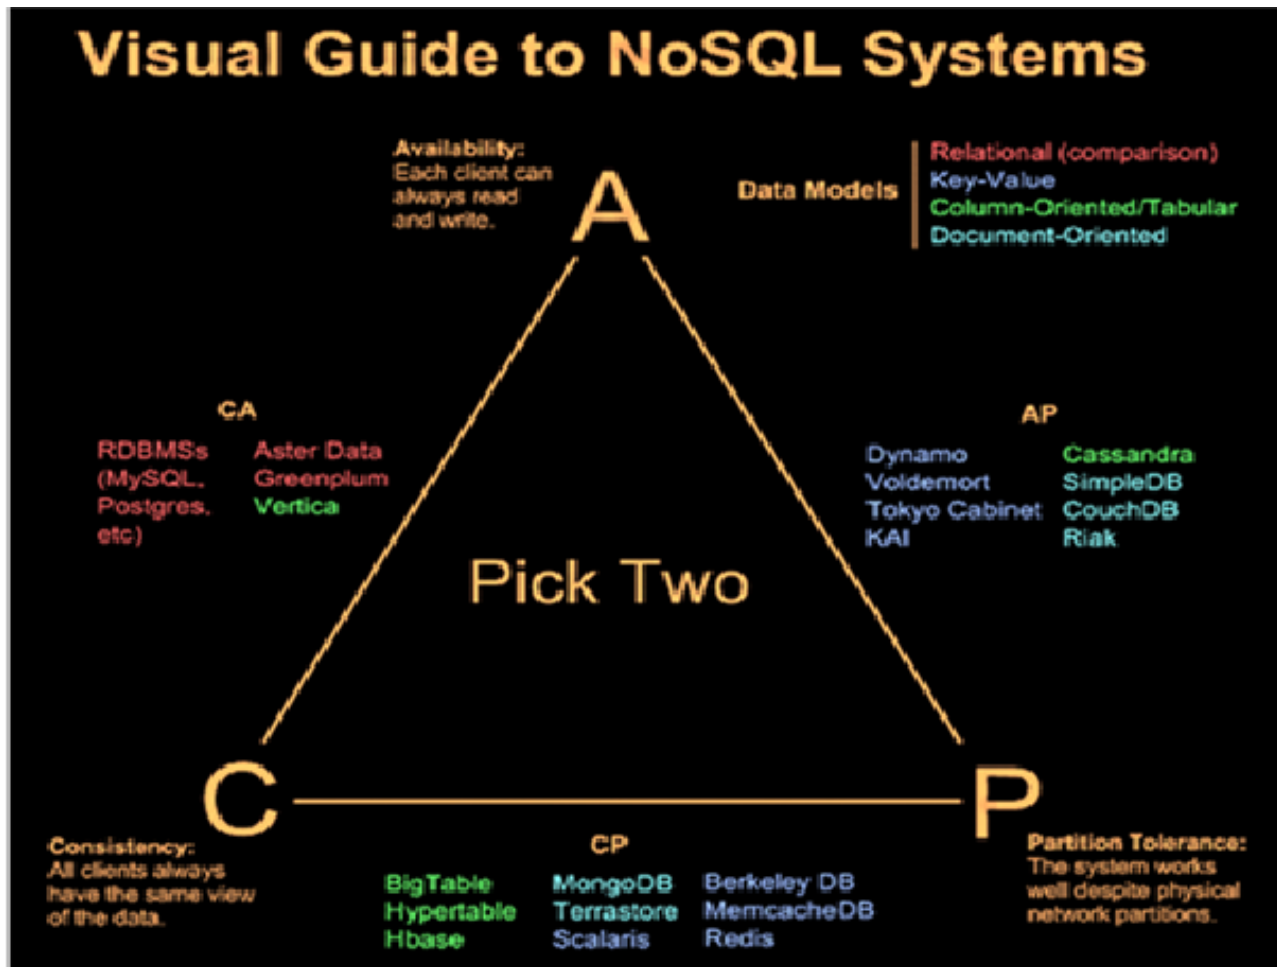 Visual Guide to NoSQL Systems
Availability:
Each client can
always read
and write.
A
Data Models
Relational (comparison)
Key-Value
Column-Oriented/Tabular
Document-Oriented
CA
RDBMSs
(MySQL,
Postgres,
etc)
Aster Data
Greenplum
Vertica
AP
Dynamo
Voldemort
Tokyo Cabinet
KAI
Cassandra
SimpleDB
CouchDB
Riak
Pick Two
C
P
Consistency:
All clients always
have the same view
of the data.
CP
BigTable
Hypertable
Hbase
MongoDB
Terrastore
Scalaris
Berkeley DB
MemcacheDB
Redis
Partition Tolerance:
The system works
well despite physical
network partitions.